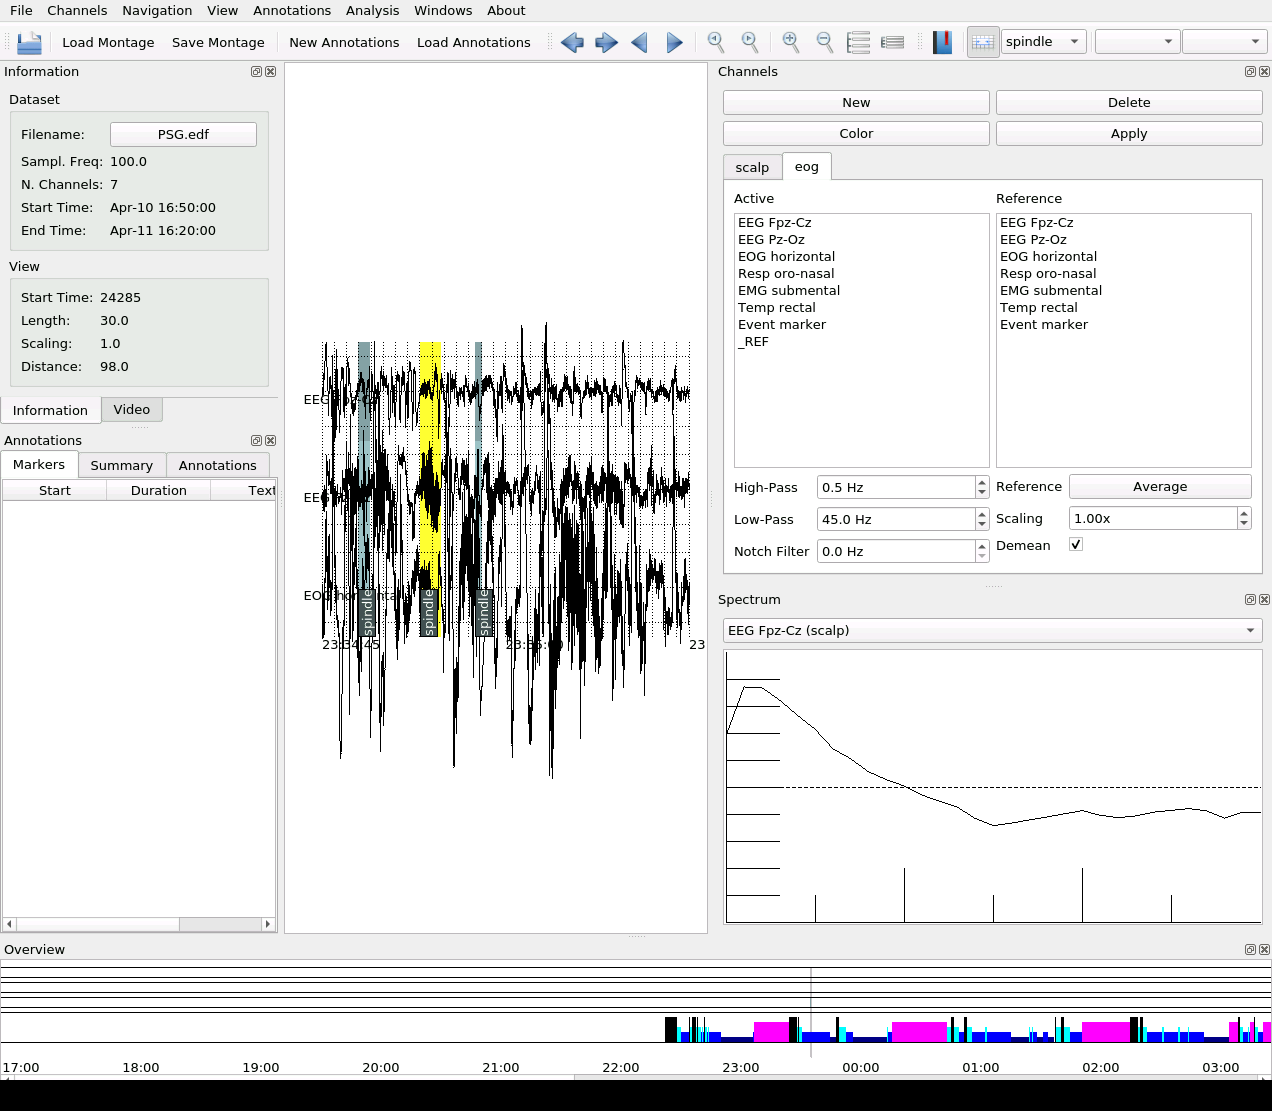 File Channels Navigation View Annotations Analysis Windows About
Load Montage Save Montage New Annotations Load Annotations spindle
Information
Dataset
Filename: PSG.edf
Sampl. Freq: 100.0
N. Channels: 7
Start Time: Apr-10 16:50:00
End Time: Apr-11 16:20:00
View
Start Time: 24285
Length: 30.0
Scaling: 1.0
Distance: 98.0
Information Video
Annotations
Markers Summary Annotations
Start Duration Text
EEG Fpz-Cz
EEG
EOG horizontal
spindle spindle spindle
23:34:45 23:35:00 23
Channels
New Delete
Color Apply
scalp eog
Active Reference
EEG Fpz-Cz EEG Fpz-Cz
EEG Pz-Oz EEG Pz-Oz
EOG horizontal EOG horizontal
Resp oro-nasal Resp oro-nasal
EMG submental EMG submental
Temp rectal Temp rectal
Event marker Event marker
_REF
High-Pass 0.5 Hz Reference Average
Low-Pass 45.0 Hz Scaling 1.00x
Notch Filter 0.0 Hz Demean
Spectrum
EEG Fpz-Cz (scalp)
Overview
17:00 18:00 19:00 20:00 21:00 22:00 23:00 00:00 01:00 02:00 03:00